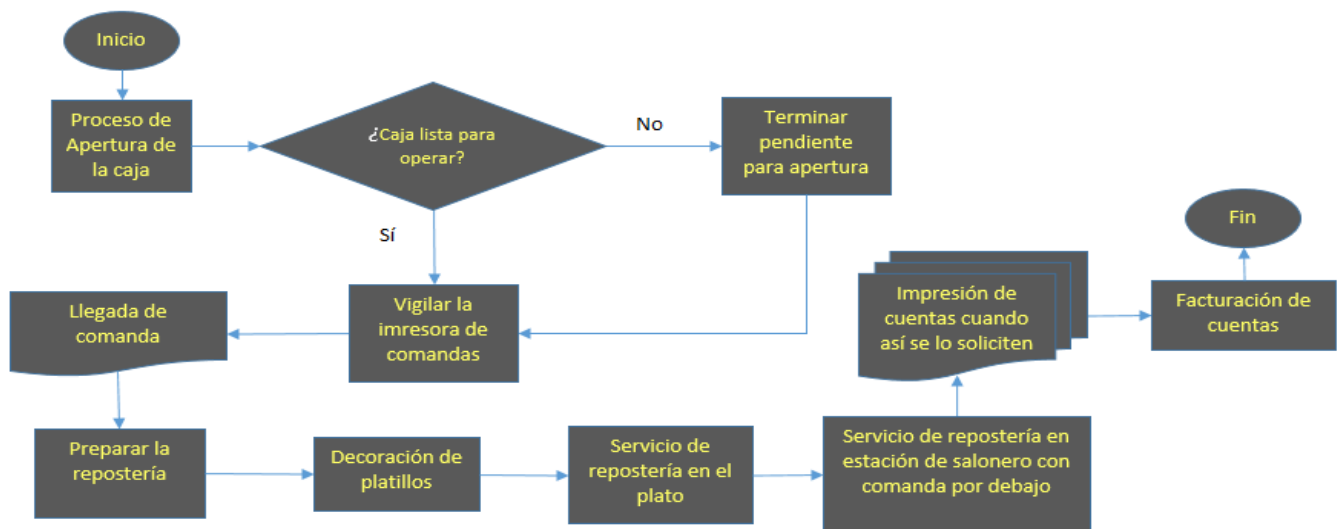 Inicio
Proceso de
Apertura de
la caja
¿Caja lista para
operar?
No
Terminar
pendiente
para apertura
Sí
Vigilar la
imresora de
comandas
Llegada de
comanda
Preparar la
repostería
Decoración de
platillos
Servicio de
repostería en el
plato
Servicio de repostería en
estación de salonero con
comanda por debajo
Impresión de
cuentas cuando
así se lo soliciten
Facturación de
cuentas
Fin